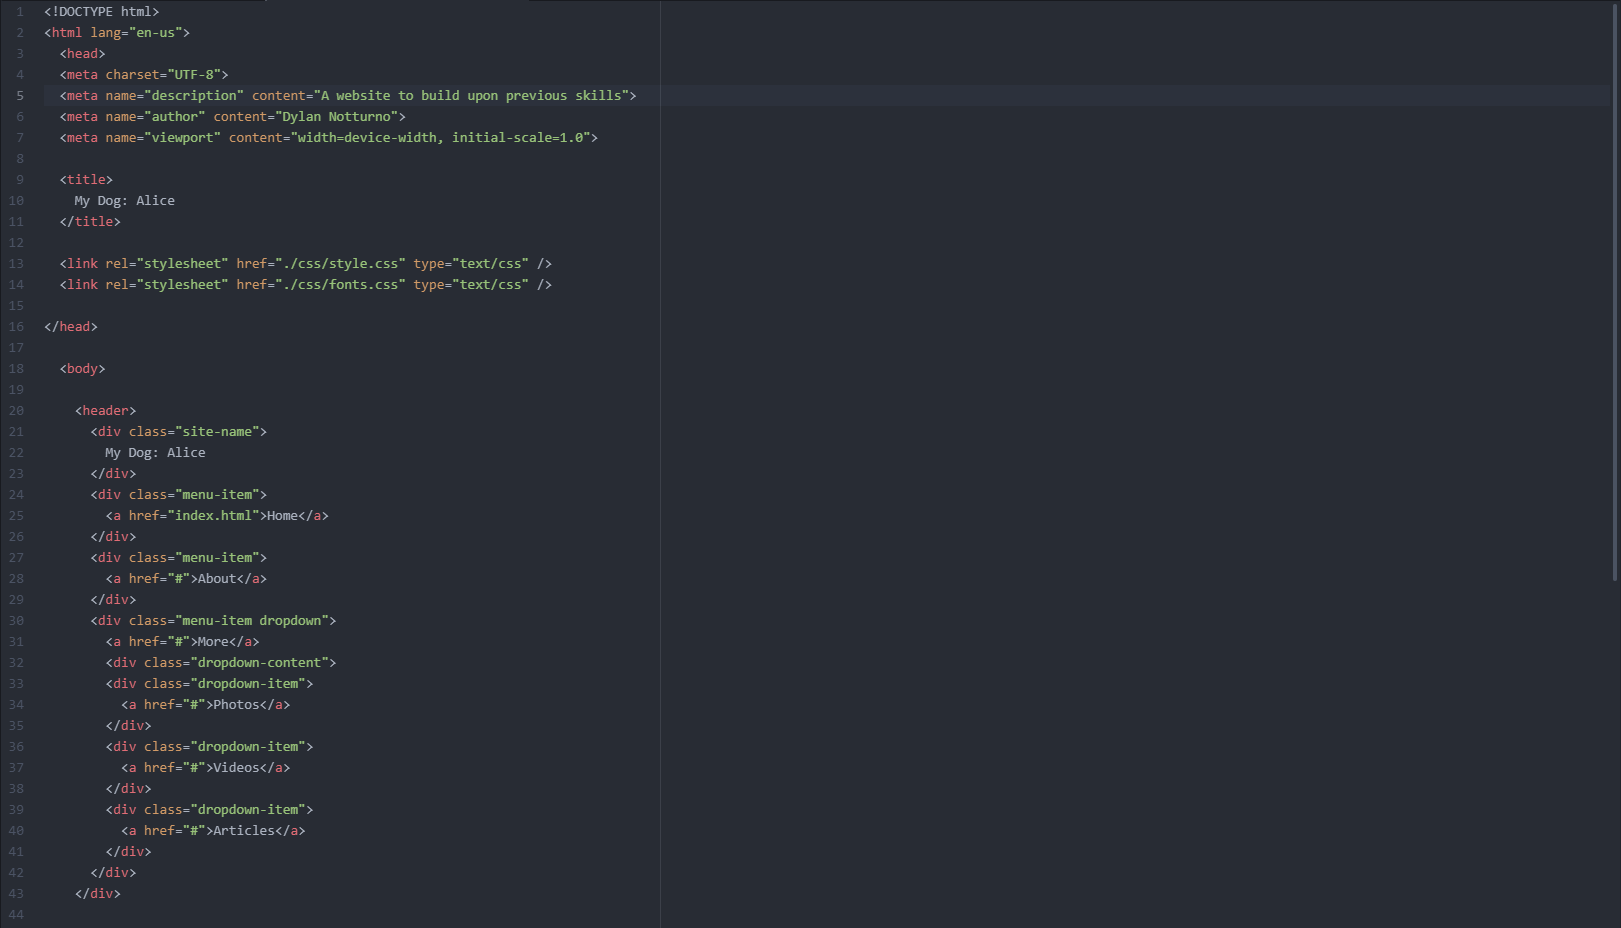 1 <!DOCTYPE html>
2 <html lang="en-us">
3 <head>
4 <meta charset="UTF-8">
5 <meta name="description" content="A website to build upon previous skills">
6 <meta name="author" content="Dylan Notturno">
7 <meta name="viewport" content="width=device-width, initial-scale=1.0">
8
9 <title>
10 My Dog: Alice
11 </title>
12
13 <link rel="stylesheet" href="./css/style.css" type="text/css" />
14 <link rel="stylesheet" href="./css/fonts.css" type="text/css" />
15
16 </head>
17
18 <body>
19
20 <header>
21 <div class="site-name">
22 My Dog: Alice
23 </div>
24 <div class="menu-item">
25 <a href="index.html">Home</a>
26 </div>
27 <div class="menu-item">
28 <a href="#">About</a>
29 </div>
30 <div class="menu-item dropdown">
31 <a href="#">More</a>
32 <div class="dropdown-content">
33 <div class="dropdown-item">
34 <a href="#">Photos</a>
35 </div>
36 <div class="dropdown-item">
37 <a href="#">Videos</a>
38 </div>
39 <div class="dropdown-item">
40 <a href="#">Articles</a>
41 </div>
42 </div>
43 </div>
44